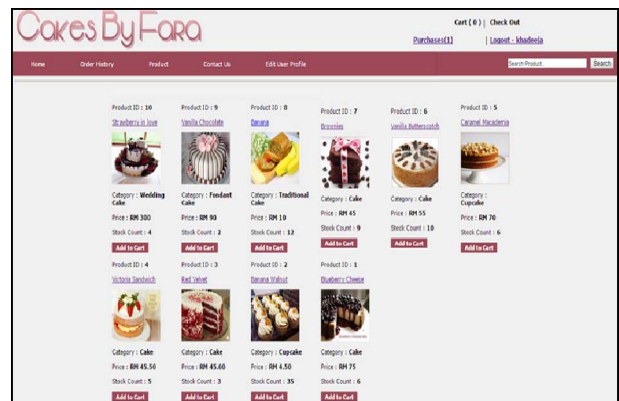 Cakes By Fara
Cart ( 0 ) | Check Out
Purchases(1) | Logout - khadeeja
Home Order History Product Contact Us Edit User Profile Search Product.. Search
Product ID : 10
Strawberry in love
Category : Wedding
Cake
Price : RM 300
Stock Count : 4
Add to Cart
Product ID : 9
Vanilla Chocolate
Category : Fondant
Cake
Price : RM 90
Stock Count : 2
Add to Cart
Product ID : 8
Banana
Category : Traditional
Cake
Price : RM 10
Stock Count : 12
Add to Cart
Product ID : 7
Brownies
Category : Cake
Price : RM 45
Stock Count : 9
Add to Cart
Product ID : 6
Vanilla Butterscotch
Category : Cake
Price : RM 55
Stock Count : 10
Add to Cart
Product ID : 5
Caramel Macadamia
Category :
Cupcake
Price : RM 70
Stock Count : 6
Add to Cart
Product ID : 4
Victoria Sandwich
Category : Cake
Price : RM 45.50
Stock Count : 5
Add to Cart
Product ID : 3
Red Velvet
Category : Cake
Price : RM 45.00
Stock Count : 3
Add to Cart
Product ID : 2
Banana Walnut
Category : Cupcake
Price : RM 4.50
Stock Count : 35
Add to Cart
Product ID : 1
Blueberry Cheese
Category : Cake
Price : RM 75
Stock Count : 6
Add to Cart